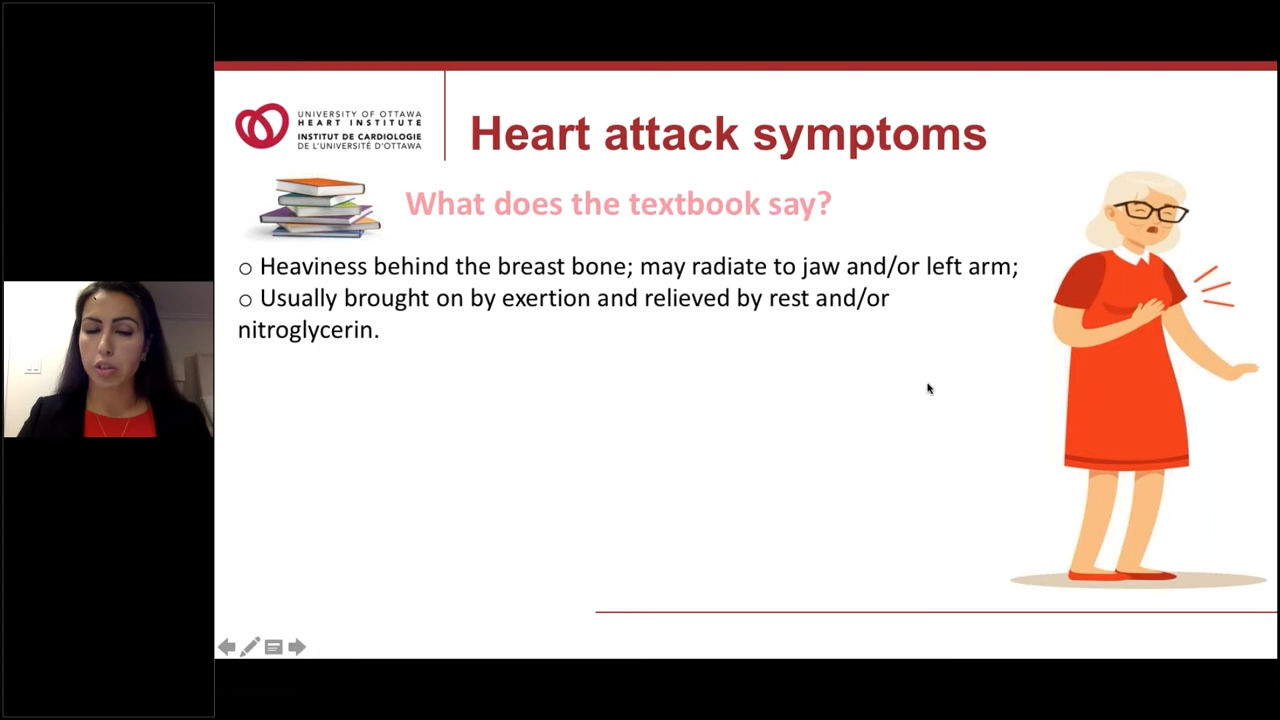 UNIVERSITY OF OTTAWA
HEART INSTITUTE
INSTITUT DE CARDIOLOGIE
DE L'UNIVERSITÉ D'OTTAWA
Heart attack symptoms
What does the textbook say?
o Heaviness behind the breast bone; may radiate to jaw and/or left arm;
o Usually brought on by exertion and relieved by rest and/or
nitroglycerin.